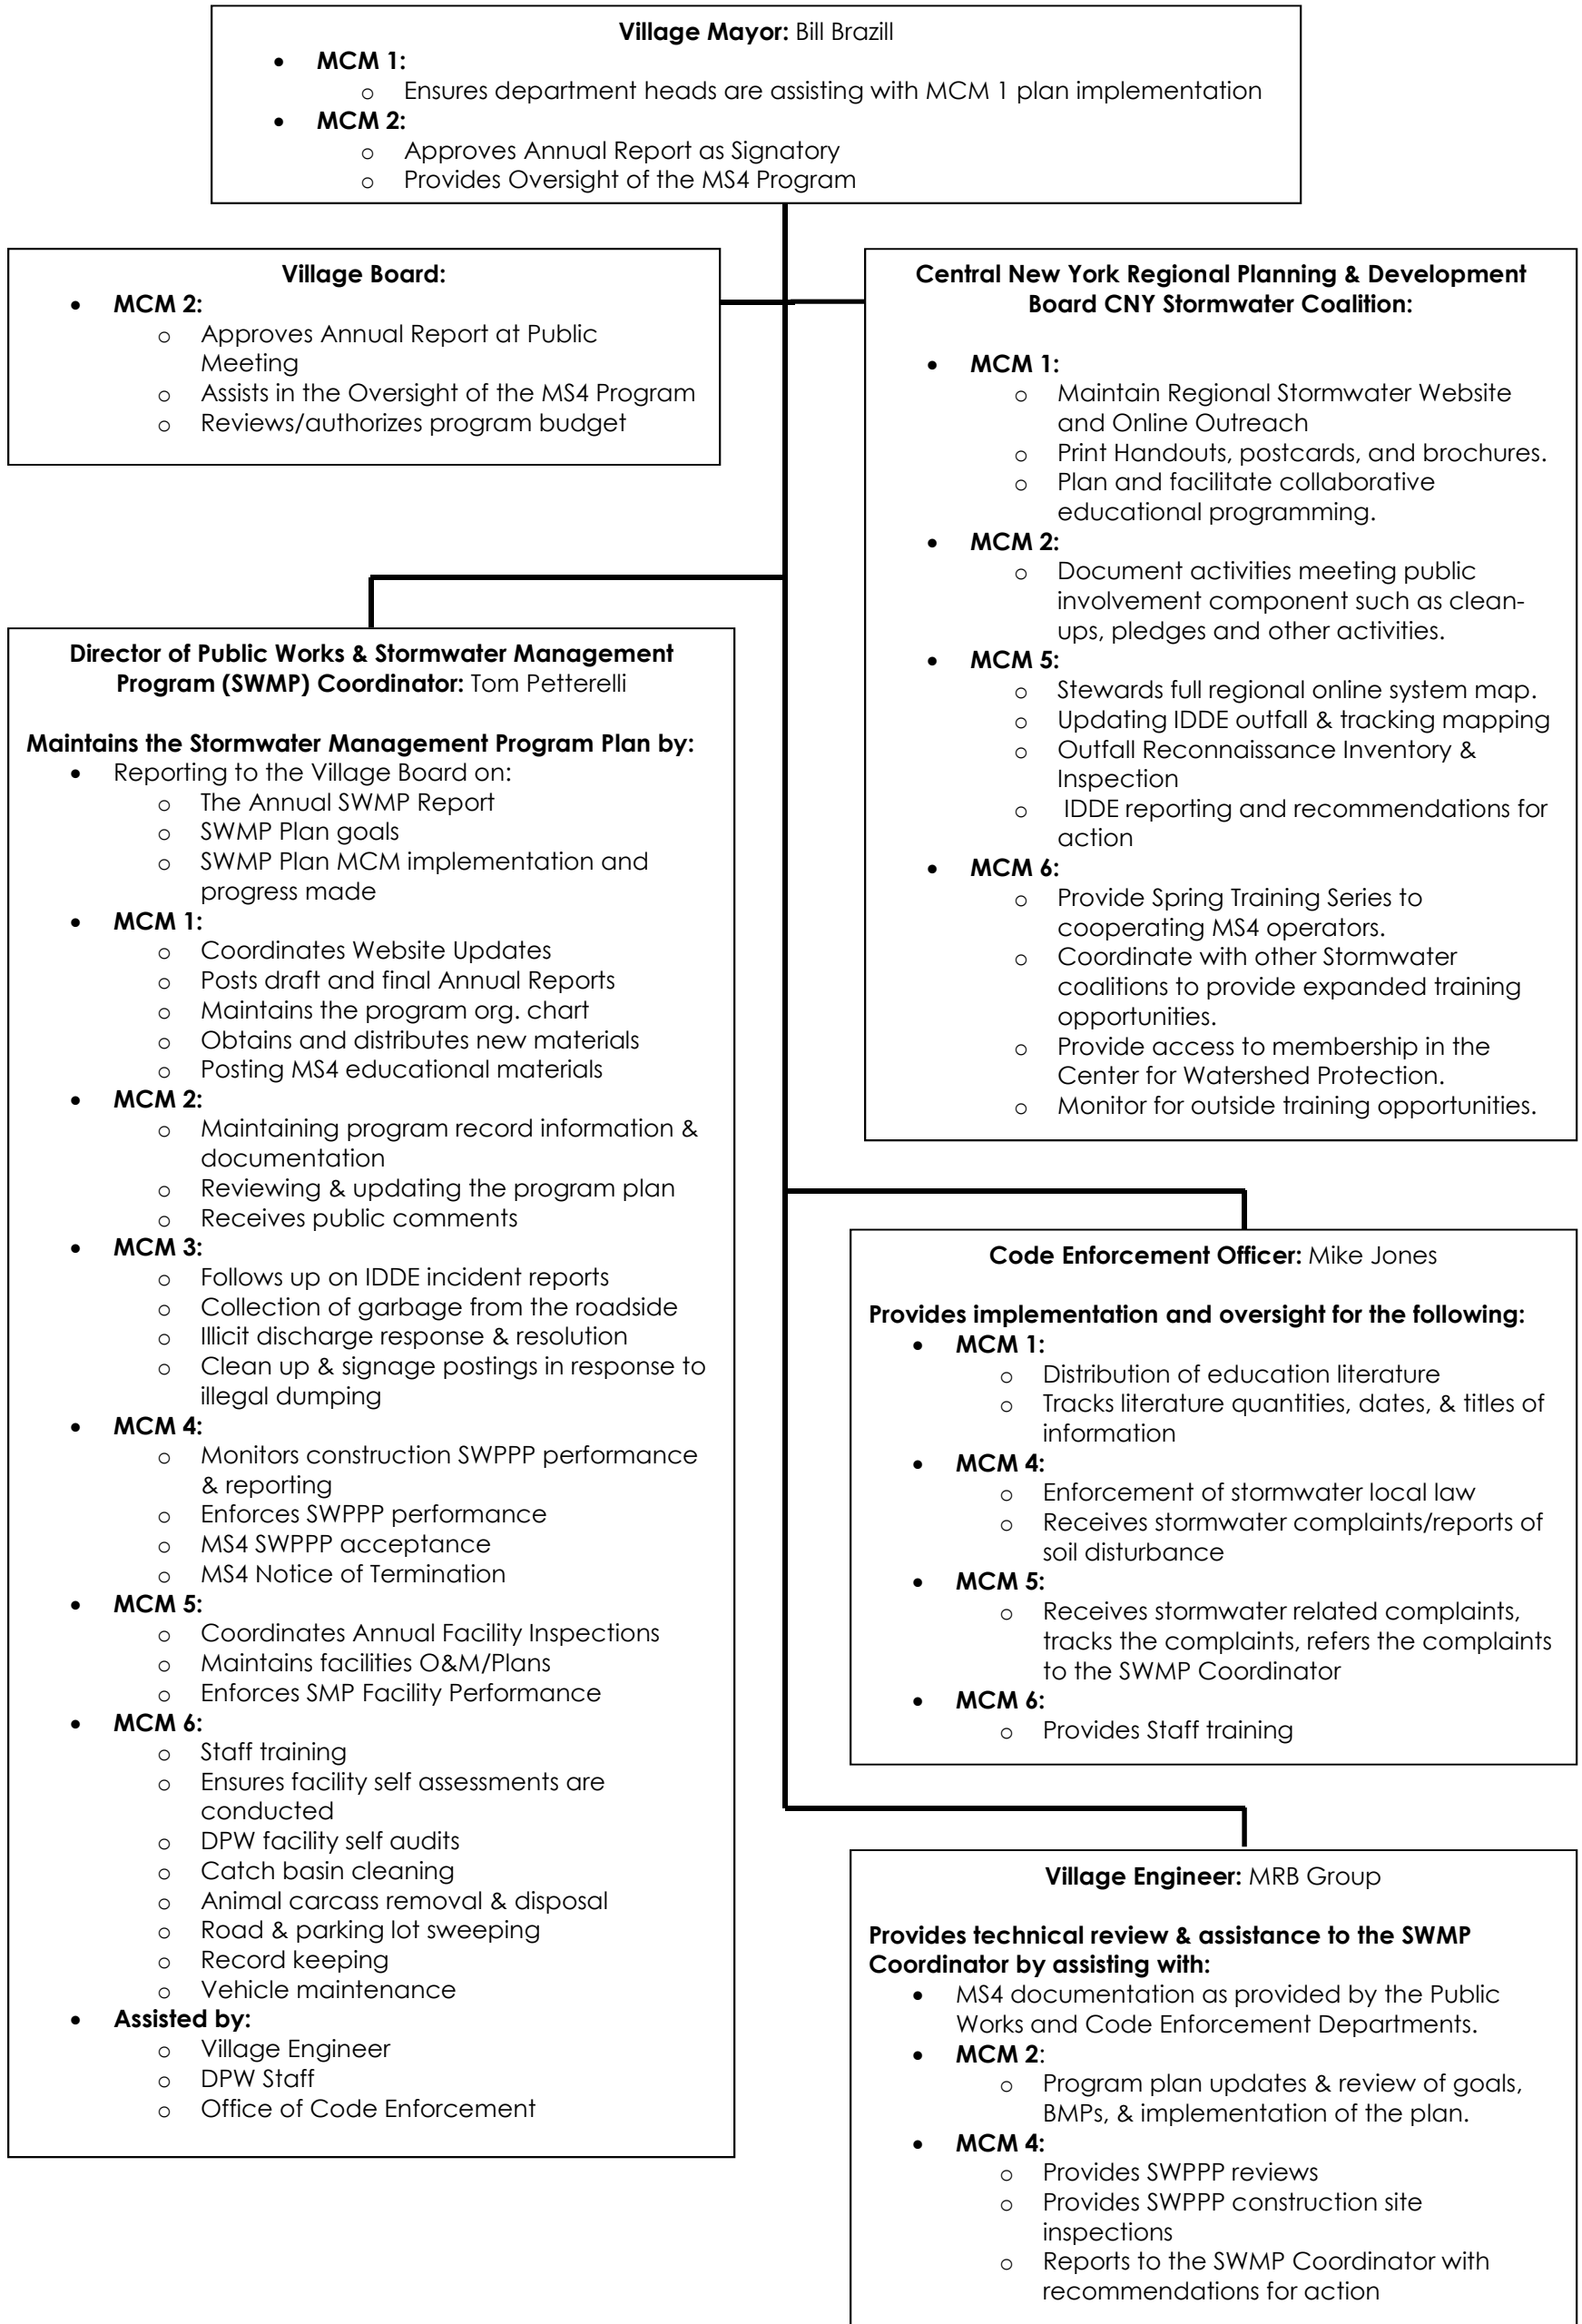 Village Mayor: Bill Brazill
• MCM 1:
o Ensures department heads are assisting with MCM 1 plan implementation
• MCM 2:
o Approves Annual Report as Signatory
o Provides Oversight of the MS4 Program
Village Board:
• MCM 2:
o Approves Annual Report at Public
Meeting
o Assists in the Oversight of the MS4 Program
o Reviews/authorizes program budget
Central New York Regional Planning & Development
Board CNY Stormwater Coalition:
• MCM 1:
o Maintain Regional Stormwater Website
and Online Outreach
o Print Handouts, postcards, and brochures.
o Plan and facilitate collaborative
educational programming.
• MCM 2:
o Document activities meeting public
involvement component such as clean-
ups, pledges and other activities.
• MCM 5:
o Stewards full regional online system map.
o Updating IDDE outfall & tracking mapping
o Outfall Reconnaissance Inventory &
Inspection
o IDDE reporting and recommendations for
action
• MCM 6:
o Provide Spring Training Series to
cooperating MS4 operators.
o Coordinate with other Stormwater
coalitions to provide expanded training
opportunities.
o Provide access to membership in the
Center for Watershed Protection.
o Monitor for outside training opportunities.
Director of Public Works & Stormwater Management
Program (SWMP) Coordinator: Tom Petterelli
Maintains the Stormwater Management Program Plan by:
• Reporting to the Village Board on:
o The Annual SWMP Report
o SWMP Plan goals
o SWMP Plan MCM implementation and
progress made
• MCM 1:
o Coordinates Website Updates
o Posts draft and final Annual Reports
o Maintains the program org. chart
o Obtains and distributes new materials
o Posting MS4 educational materials
• MCM 2:
o Maintaining program record information &
documentation
o Reviewing & updating the program plan
o Receives public comments
• MCM 3:
o Follows up on IDDE incident reports
o Collection of garbage from the roadside
o Illicit discharge response & resolution
o Clean up & signage postings in response to
illegal dumping
• MCM 4:
o Monitors construction SWPPP performance
& reporting
o Enforces SWPPP performance
o MS4 SWPPP acceptance
o MS4 Notice of Termination
• MCM 5:
o Coordinates Annual Facility Inspections
o Maintains facilities O&M/Plans
o Enforces SMP Facility Performance
• MCM 6:
o Staff training
o Ensures facility self assessments are
conducted
o DPW facility self audits
o Catch basin cleaning
o Animal carcass removal & disposal
o Road & parking lot sweeping
o Record keeping
o Vehicle maintenance
• Assisted by:
o Village Engineer
o DPW Staff
o Office of Code Enforcement
Code Enforcement Officer: Mike Jones
Provides implementation and oversight for the following:
• MCM 1:
o Distribution of education literature
o Tracks literature quantities, dates, & titles of
information
• MCM 4:
o Enforcement of stormwater local law
o Receives stormwater complaints/reports of
soil disturbance
• MCM 5:
o Receives stormwater related complaints,
tracks the complaints, refers the complaints
to the SWMP Coordinator
• MCM 6:
o Provides Staff training
Village Engineer: MRB Group
Provides technical review & assistance to the SWMP
Coordinator by assisting with:
• MS4 documentation as provided by the Public
Works and Code Enforcement Departments.
• MCM 2:
o Program plan updates & review of goals,
BMPs, & implementation of the plan.
• MCM 4:
o Provides SWPPP reviews
o Provides SWPPP construction site
inspections
o Reports to the SWMP Coordinator with
recommendations for action